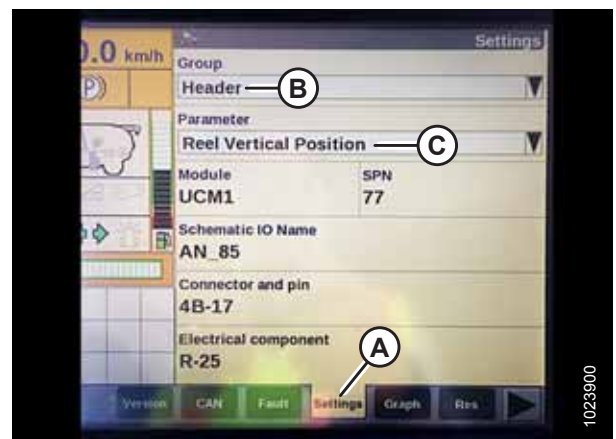 0.0 km/h
Settings
Group
Header
B
Parameter
Reel Vertical Position
C
Module SPN
UCM1 77
Schematic IO Name
AN_85
Connector and pin
4B-17
Electrical component
R-25
A
Version CAN Fault Settings Graph Res
1023900